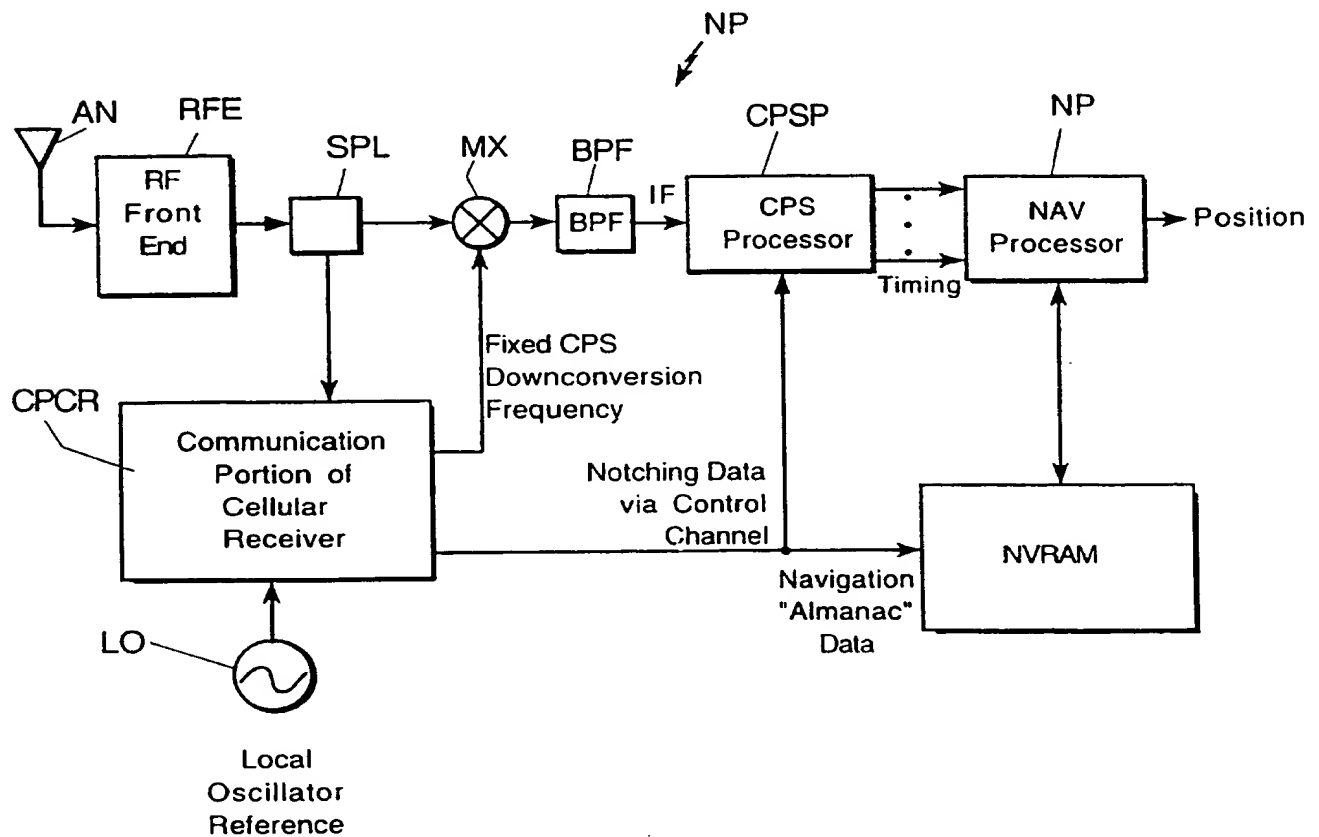 NP
AN
RFE
SPL
MX
BPF
CPSP
NP
RF
Front
End
BPF
IF
CPS
Processor
Timing
NAV
Processor
Position
Fixed CPS
Downconversion
Frequency
CPCR
Communication
Portion of
Cellular
Receiver
Notching Data
via Control
Channel
NVRAM
Navigation
"Almanac"
Data
LO
Local
Oscillator
Reference